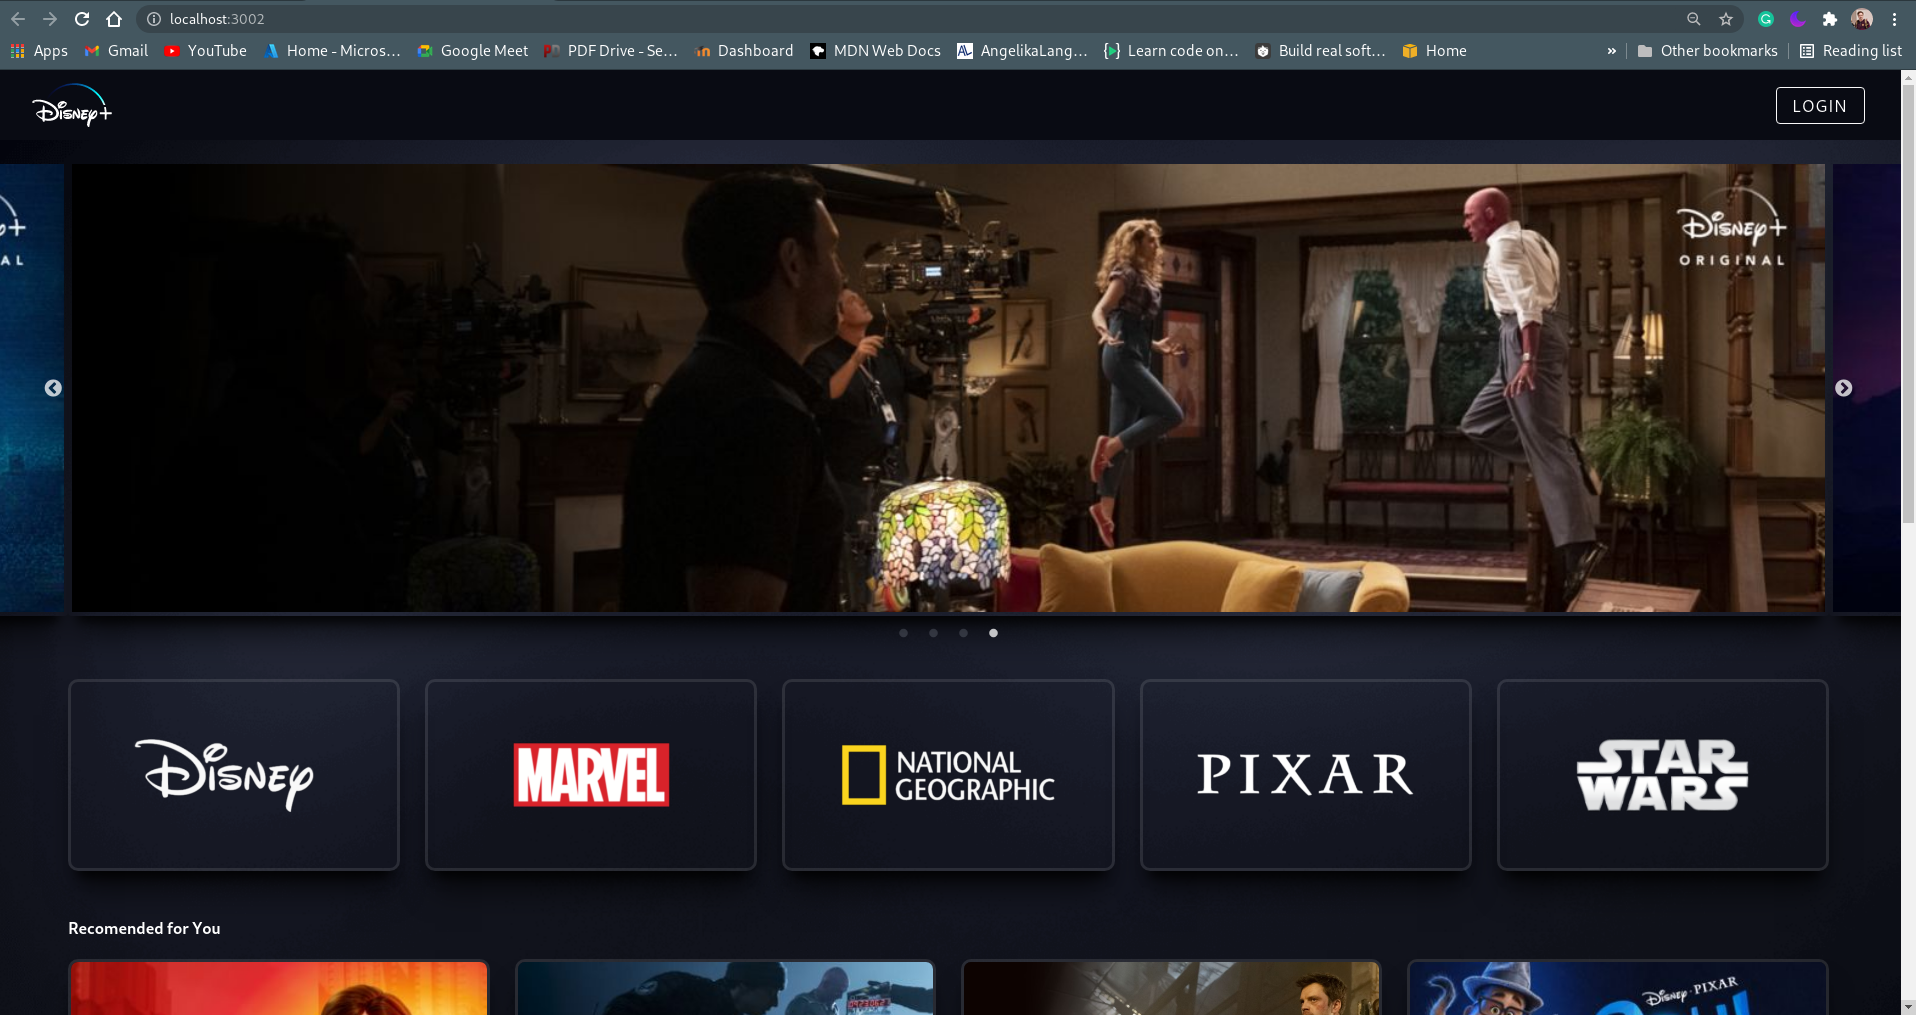 localhost:3002
Apps Gmail YouTube Home - Micros... Google Meet PDF Drive - Se... Dashboard MDN Web Docs AngelikaLang... Learn code on... Build real soft... Home » Other bookmarks Reading list
Disney+ LOGIN
Disney+
ORIGINAL
AL
Disney
MARVEL
NATIONAL
GEOGRAPHIC
PIXAR
STAR
WARS
Recomended for You
Disney · PIXAR